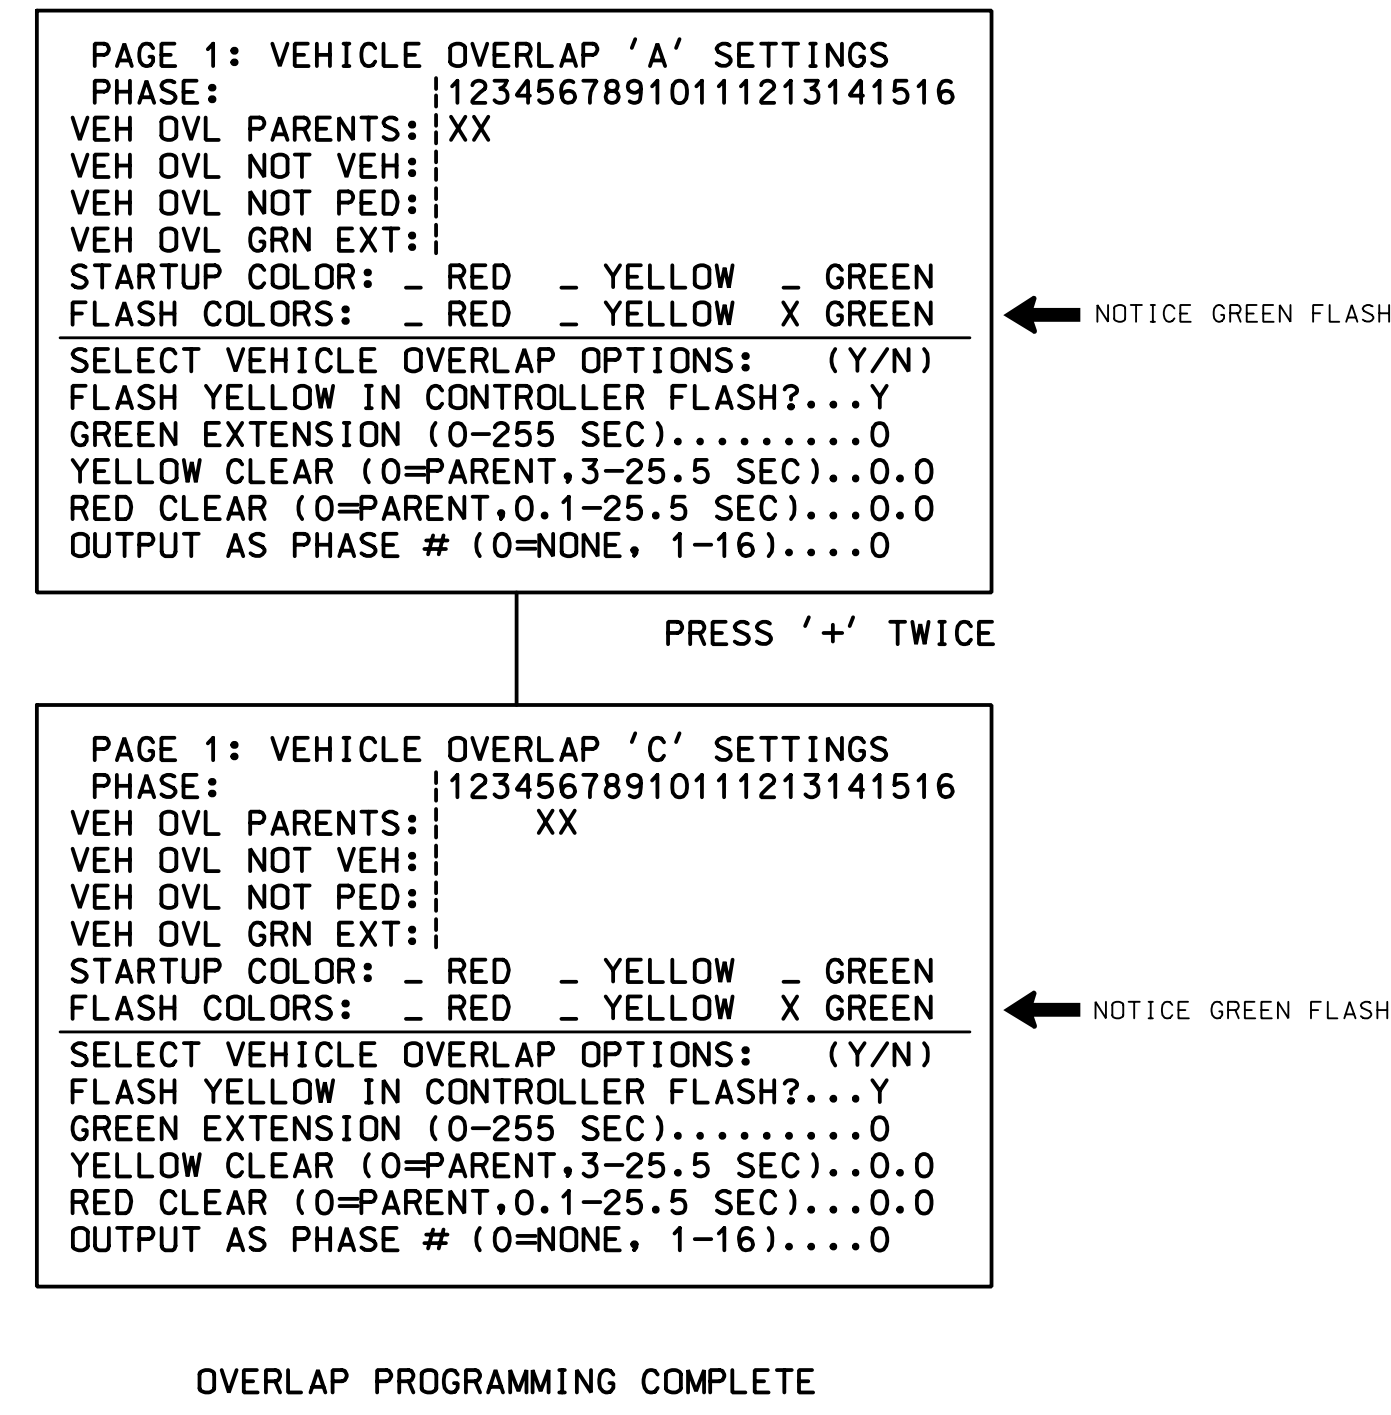 PAGE 1: VEHICLE OVERLAP 'A' SETTINGS
PHASE: |12345678910111213141516
VEH OVL PARENTS: |XX
VEH OVL NOT VEH: |
VEH OVL NOT PED: |
VEH OVL GRN EXT: |
STARTUP COLOR: _ RED _ YELLOW _ GREEN
FLASH COLORS: _ RED _ YELLOW X GREEN
NOTICE GREEN FLASH
SELECT VEHICLE OVERLAP OPTIONS: (Y/N)
FLASH YELLOW IN CONTROLLER FLASH?...Y
GREEN EXTENSION (0-255 SEC).........0
YELLOW CLEAR (0=PARENT,3-25.5 SEC)..0.0
RED CLEAR (0=PARENT,0.1-25.5 SEC)...0.0
OUTPUT AS PHASE # (0=NONE, 1-16)....0
PRESS '+' TWICE
PAGE 1: VEHICLE OVERLAP 'C' SETTINGS
PHASE: |12345678910111213141516
VEH OVL PARENTS: | XX
VEH OVL NOT VEH: |
VEH OVL NOT PED: |
VEH OVL GRN EXT: |
STARTUP COLOR: _ RED _ YELLOW _ GREEN
FLASH COLORS: _ RED _ YELLOW X GREEN
NOTICE GREEN FLASH
SELECT VEHICLE OVERLAP OPTIONS: (Y/N)
FLASH YELLOW IN CONTROLLER FLASH?...Y
GREEN EXTENSION (0-255 SEC).........0
YELLOW CLEAR (0=PARENT,3-25.5 SEC)..0.0
RED CLEAR (0=PARENT,0.1-25.5 SEC)...0.0
OUTPUT AS PHASE # (0=NONE, 1-16)....0
OVERLAP PROGRAMMING COMPLETE